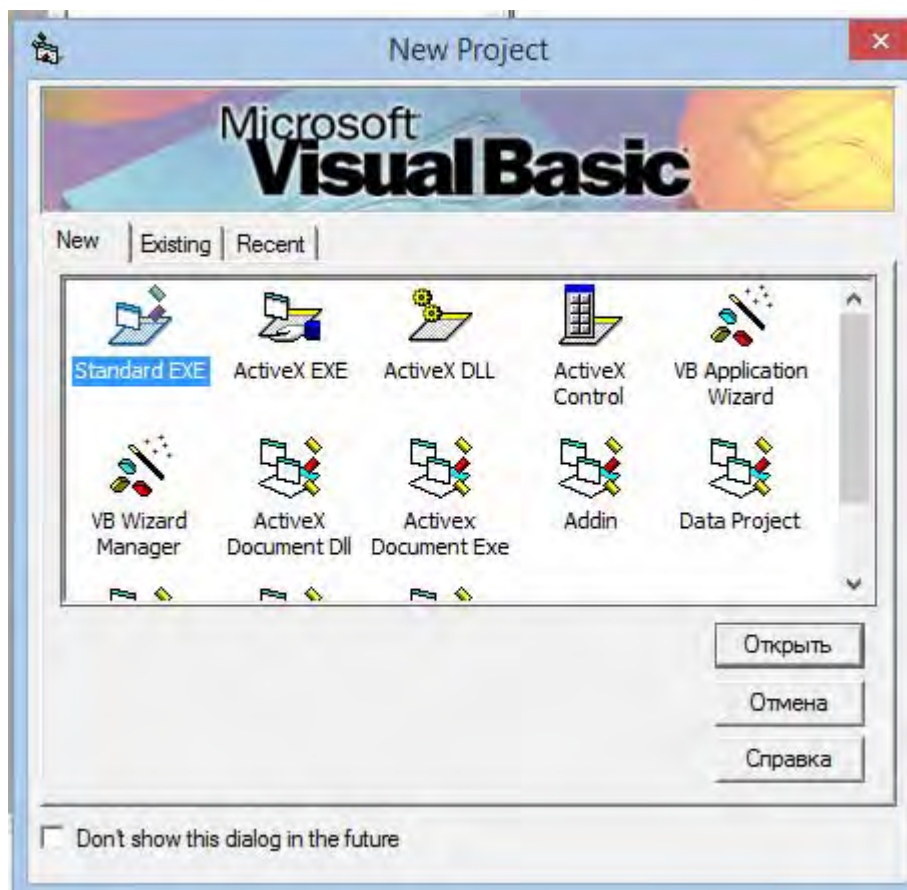 New Project
Microsoft
Visual Basic
New Existing Recent
Standard EXE ActiveX EXE ActiveX DLL ActiveX Control VB Application Wizard
VB Wizard Manager ActiveX Document Dll Activex Document Exe Addin Data Project
Открыть
Отмена
Справка
Don't show this dialog in the future